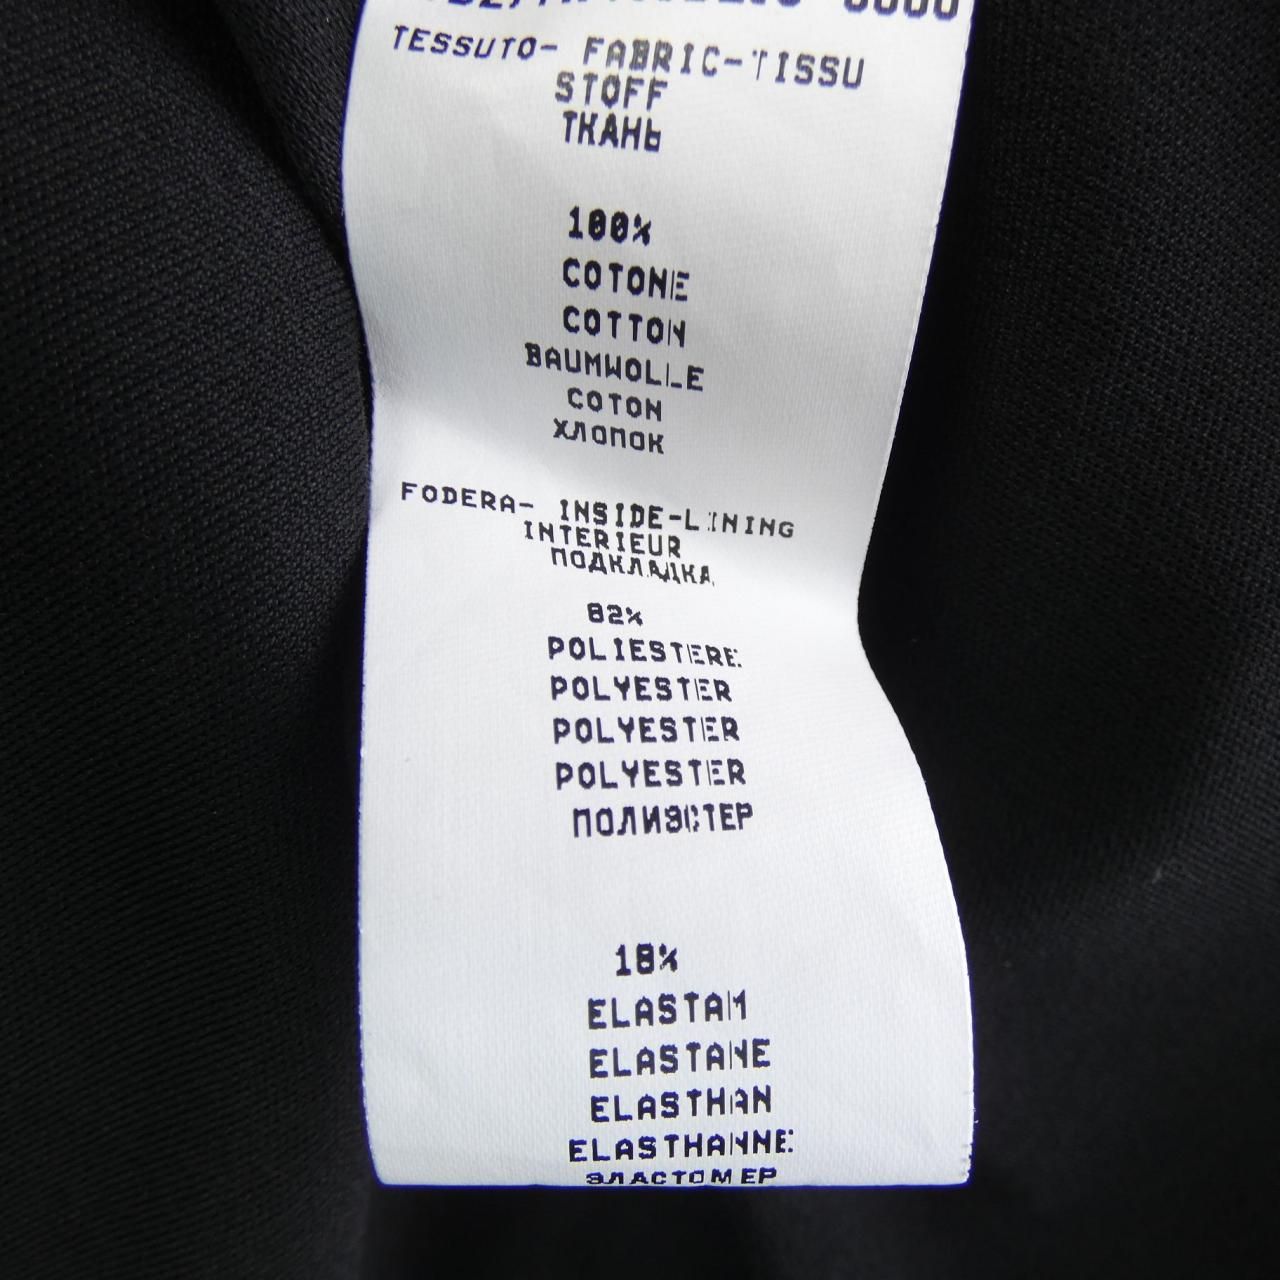 TESSUTO- FABRIC-TISSU
STOFF
ТКАНЬ
100%
COTONE
COTTON
BAUMWOLLE
COTON
ХЛОПОК
FODERA- INSIDE-LINING
INTERIEUR
ПОДКЛАДКА
82%
POLIESTERE
POLYESTER
POLYESTER
POLYESTER
ПОЛИЭСТЕР
18%
ELASTAM
ELASTANE
ELASTHAN
ELASTHANNE
ЭЛАСТОМЕР